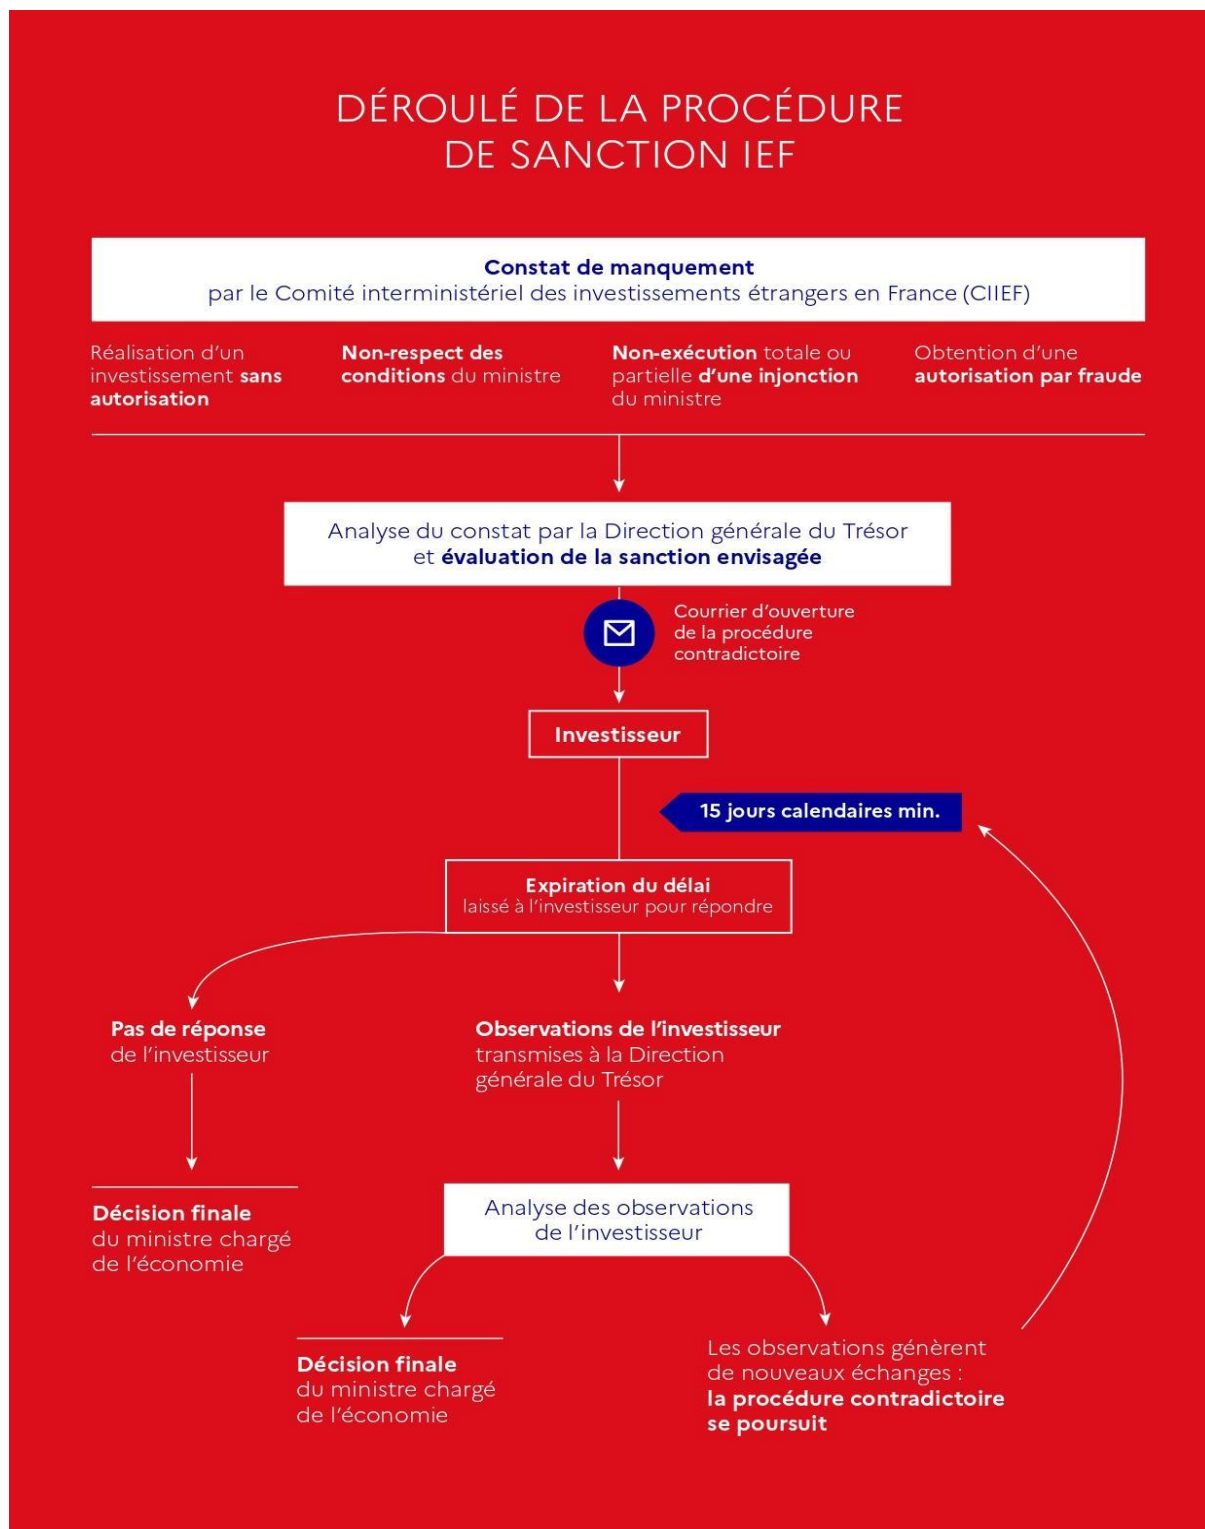 DÉROULÉ DE LA PROCÉDURE
DE SANCTION IEF
Constat de manquement
par le Comité interministériel des investissements étrangers en France (CIIEF)
Réalisation d’un
investissement sans
autorisation
Non-respect des
conditions du ministre
Non-exécution totale ou
partielle d’une injonction
du ministre
Obtention d’une
autorisation par fraude
Analyse du constat par la Direction générale du Trésor
et évaluation de la sanction envisagée
Courrier d’ouverture
de la procédure
contradictoire
Investisseur
15 jours calendaires min.
Expiration du délai
laissé à l’investisseur pour répondre
Pas de réponse
de l’investisseur
Observations de l’investisseur
transmises à la Direction
générale du Trésor
Décision finale
du ministre chargé
de l’économie
Analyse des observations
de l’investisseur
Décision finale
du ministre chargé
de l’économie
Les observations génèrent
de nouveaux échanges :
la procédure contradictoire
se poursuit